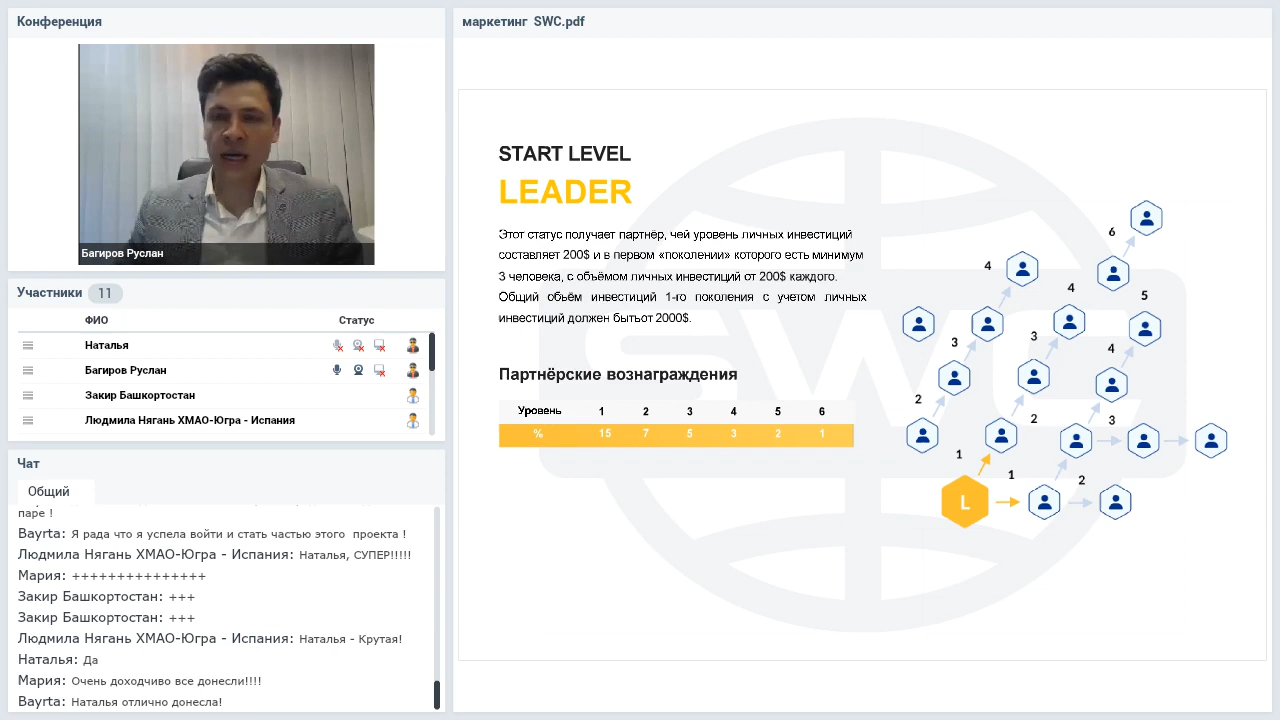 Конференция
Багиров Руслан
Участники 11
ФИО Статус
Наталья
Багиров Руслан
Закир Башкортостан
Людмила Нягань ХМАО-Югра - Испания
Чат
Общий
паре !
Bayrta: Я рада что я успела войти и стать частью этого проекта !
Людмила Нягань ХМАО-Югра - Испания: Наталья, СУПЕР!!!!!
Мария: +++++++++++++++
Закир Башкортостан: +++
Закир Башкортостан: +++
Людмила Нягань ХМАО-Югра - Испания: Наталья - Крутая!
Наталья: Да
Мария: Очень доходчиво все донесли!!!!
Bayrta: Наталья отлично донесла!
маркетинг SWC.pdf
START LEVEL
LEADER
Этот статус получает партнёр, чей уровень личных инвестиций
составляет 200$ и в первом «поколении» которого есть минимум
3 человека, с объёмом личных инвестиций от 200$ каждого.
Общий объём инвестиций 1-го поколения с учетом личных
инвестиций должен бытьот 2000$.
Партнёрские вознаграждения
Уровень 1 2 3 4 5 6
% 15 7 5 3 2 1
SWC
6
4
4
5
3
3
4
2
2
3
1
1
2
L